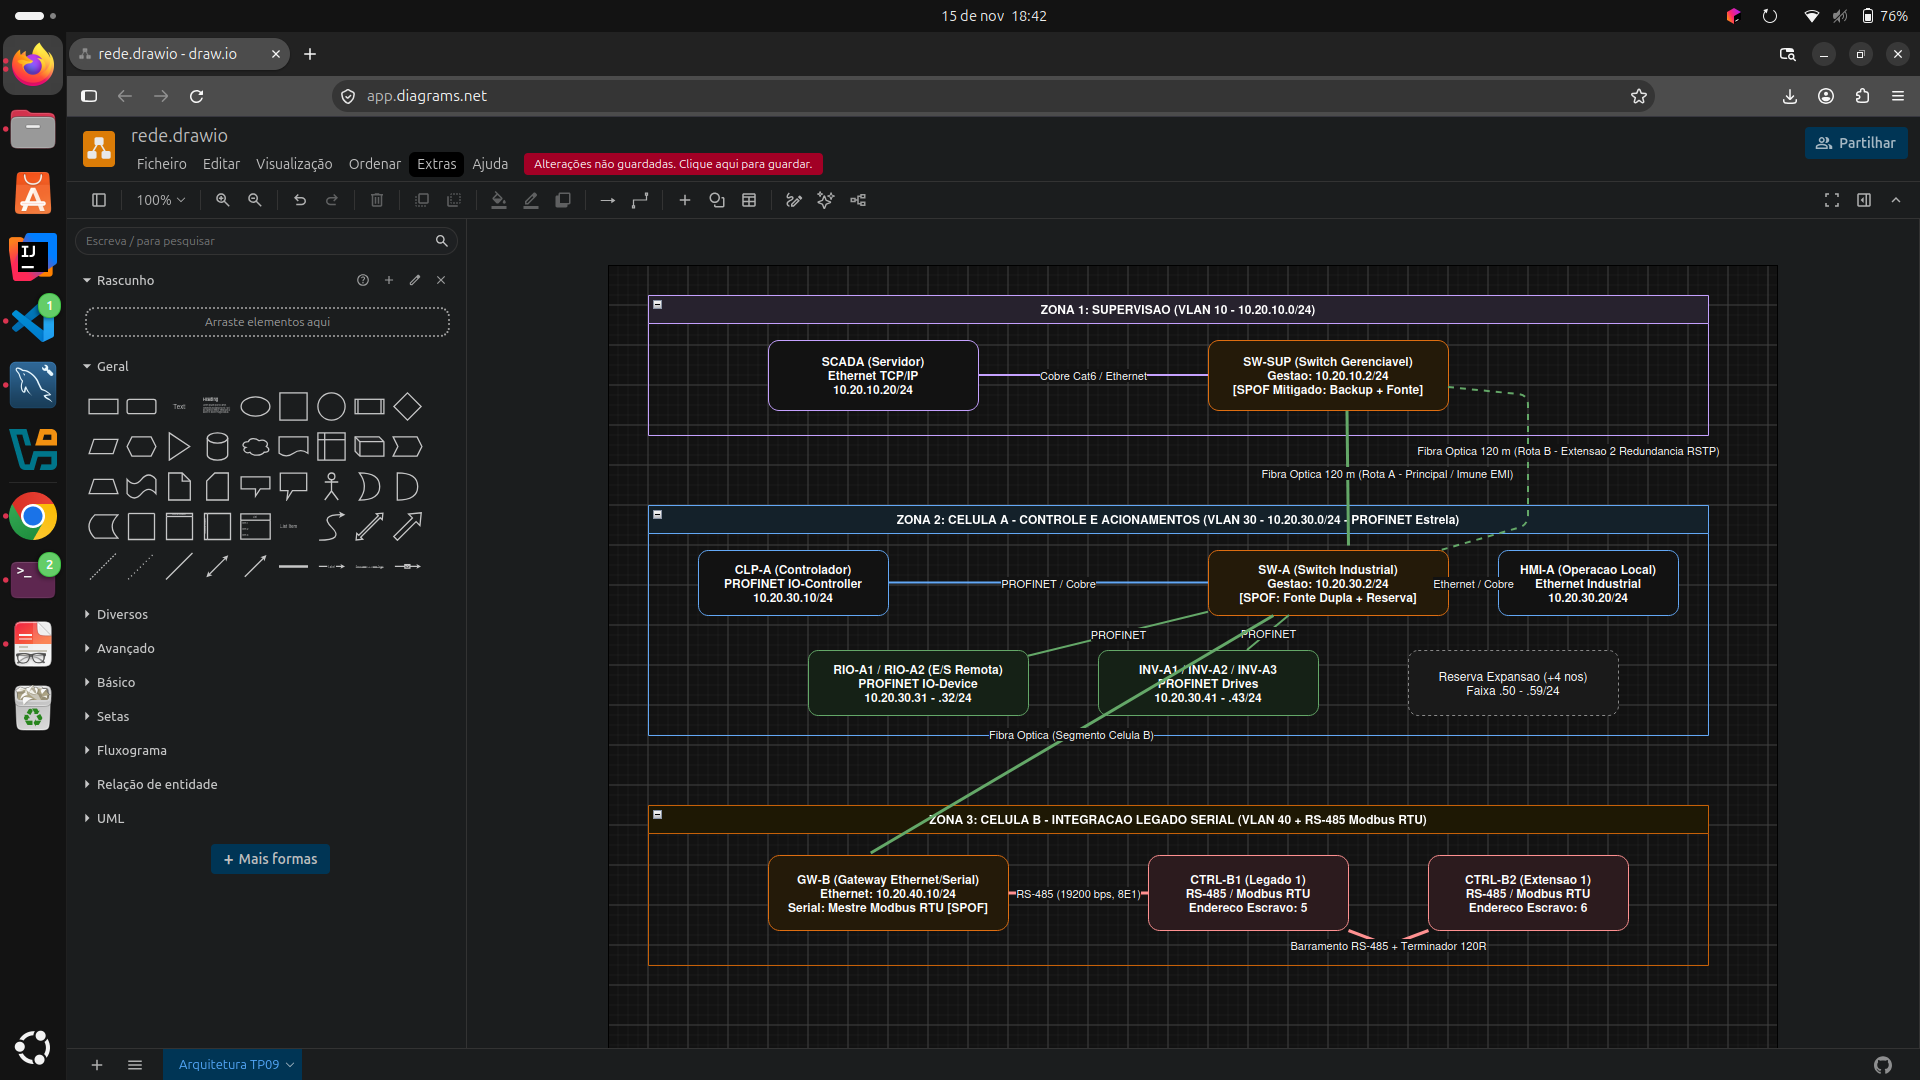 15 de nov 18:42
76%
rede.drawio - draw.io
app.diagrams.net
rede.drawio
Ficheiro Editar Visualização Ordenar Extras Ajuda
Alterações não guardadas. Clique aqui para guardar.
Partilhar
100%
Escreva / para pesquisar
Rascunho
Arraste elementos aqui
Geral
Text
Heading
List Item
Diversos
Avançado
Básico
Setas
Fluxograma
Relação de entidade
UML
+ Mais formas
1
2
ZONA 1: SUPERVISAO (VLAN 10 - 10.20.10.0/24)
SCADA (Servidor)
Ethernet TCP/IP
10.20.10.20/24
Cobre Cat6 / Ethernet
SW-SUP (Switch Gerenciavel)
Gestao: 10.20.10.2/24
[SPOF Mitigado: Backup + Fonte]
Fibra Optica 120 m (Rota B - Extensao 2 Redundancia RSTP)
Fibra Optica 120 m (Rota A - Principal / Imune EMI)
ZONA 2: CELULA A - CONTROLE E ACIONAMENTOS (VLAN 30 - 10.20.30.0/24 - PROFINET Estrela)
CLP-A (Controlador)
PROFINET IO-Controller
10.20.30.10/24
PROFINET / Cobre
SW-A (Switch Industrial)
Gestao: 10.20.30.2/24
[SPOF: Fonte Dupla + Reserva]
Ethernet / Cobre
HMI-A (Operacao Local)
Ethernet Industrial
10.20.30.20/24
PROFINET
PROFINET
RIO-A1 / RIO-A2 (E/S Remota)
PROFINET IO-Device
10.20.30.31 - .32/24
INV-A1 / INV-A2 / INV-A3
PROFINET Drives
10.20.30.41 - .43/24
Reserva Expansao (+4 nos)
Faixa .50 - .59/24
Fibra Optica (Segmento Celula B)
ZONA 3: CELULA B - INTEGRACAO LEGADO SERIAL (VLAN 40 + RS-485 Modbus RTU)
GW-B (Gateway Ethernet/Serial)
Ethernet: 10.20.40.10/24
Serial: Mestre Modbus RTU [SPOF]
RS-485 (19200 bps, 8E1)
CTRL-B1 (Legado 1)
RS-485 / Modbus RTU
Endereco Escravo: 5
CTRL-B2 (Extensao 1)
RS-485 / Modbus RTU
Endereco Escravo: 6
Barramento RS-485 + Terminador 120R
Arquitetura TP09